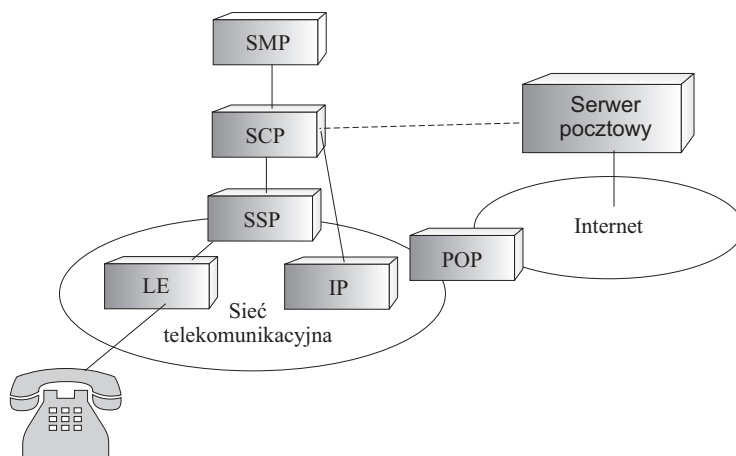 SMP
SCP
Serwer
pocztowy
SSP
Internet
POP
LE
IP
Sieć
telekomunikacyjna